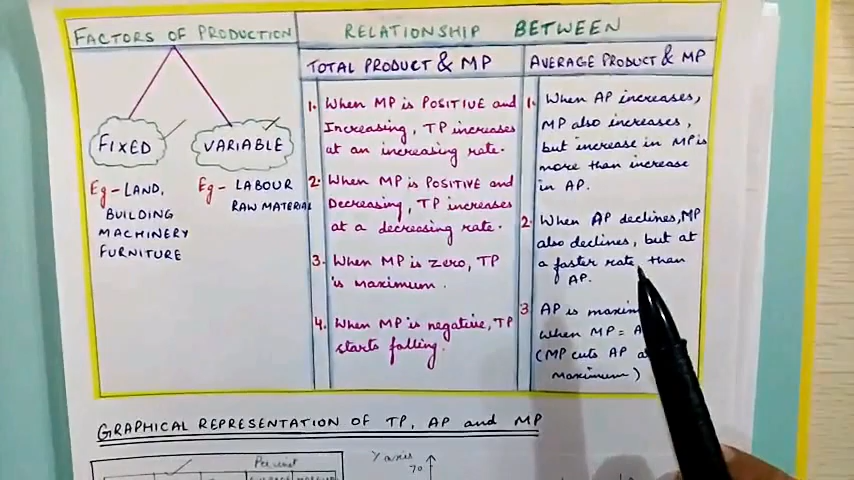 FACTORS OF PRODUCTION
FIXED
VARIABLE
Eg - LAND,
BUILDING
MACHINERY
FURNITURE
Eg - LABOUR
RAW MATERIAL
RELATIONSHIP BETWEEN
TOTAL PRODUCT & MP
1. When MP is POSITIVE and
Increasing, TP increases
at an increasing rate.
2. When MP is POSITIVE and
Decreasing, TP increases
at a decreasing rate.
3. When MP is zero, TP
is maximum.
4. When MP is negative, TP
starts falling.
AVERAGE PRODUCT & MP
1. When AP increases,
MP also increases,
but increase in MP is
more than increase
in AP.
2. When AP declines, MP
also declines, but at
a faster rate than
AP.
3. AP is
when MP =
(MP cuts AP
maximum)
GRAPHICAL REPRESENTATION OF TP, AP and MP
Y axis
70